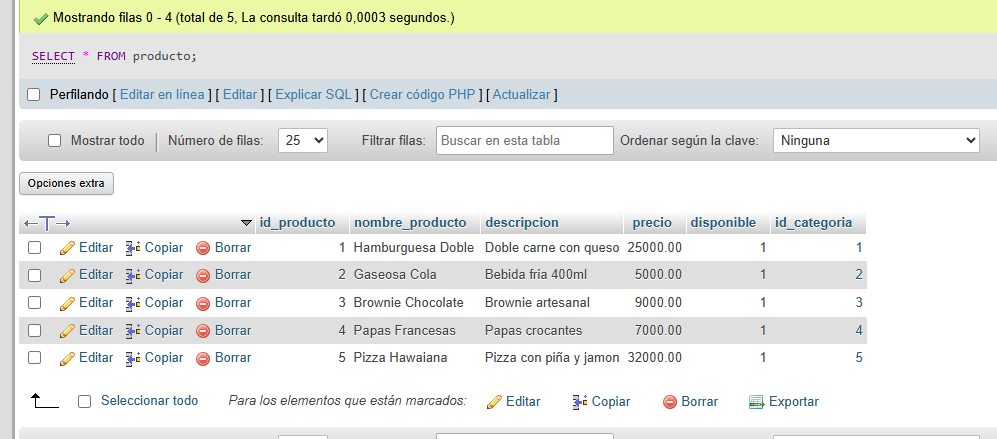 Mostrando filas 0 - 4 (total de 5, La consulta tardó 0,0003 segundos.)
SELECT * FROM producto;
Perfilando [ Editar en línea ] [ Editar ] [ Explicar SQL ] [ Crear código PHP ] [ Actualizar ]
Mostrar todo | Número de filas: 25 Filtrar filas: Buscar en esta tabla Ordenar según la clave: Ninguna
Opciones extra
←T→ id_producto nombre_producto descripcion precio disponible id_categoria
Editar Copiar Borrar 1 Hamburguesa Doble Doble carne con queso 25000.00 1 1
Editar Copiar Borrar 2 Gaseosa Cola Bebida fria 400ml 5000.00 1 2
Editar Copiar Borrar 3 Brownie Chocolate Brownie artesanal 9000.00 1 3
Editar Copiar Borrar 4 Papas Francesas Papas crocantes 7000.00 1 4
Editar Copiar Borrar 5 Pizza Hawaiana Pizza con piña y jamon 32000.00 1 5
Seleccionar todo Para los elementos que están marcados: Editar Copiar Borrar Exportar